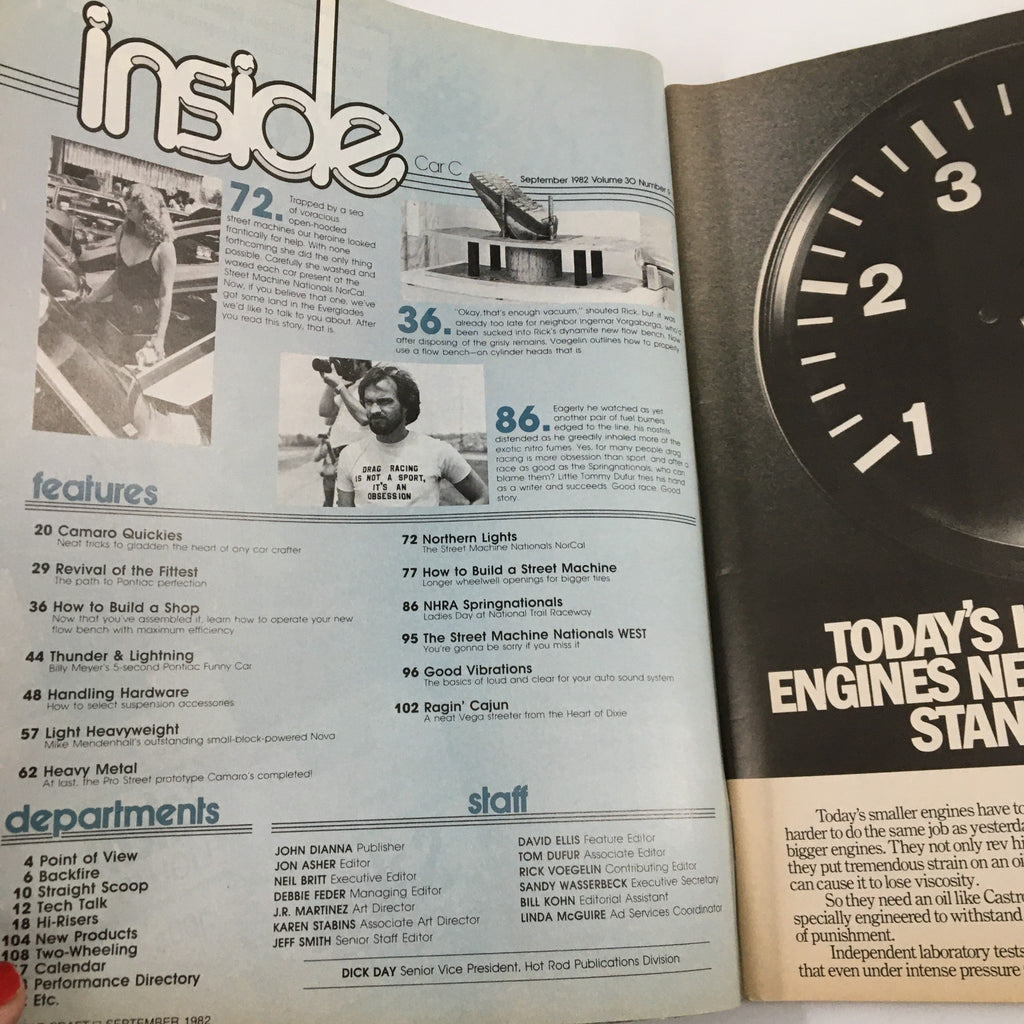 inside
Car C
September 1982 Volume 30 Number 9
72. Trapped by a sea
of voracious
open-hooded
street machines our heroine looked
frantically for help. With none
forthcoming she did the only thing
possible. Carefully she washed and
waxed each car present at the
Street Machine Nationals NorCal
Now, if you believe that one, we've
got some land in the Everglades
we'd like to talk to you about. After
you read this story, that is.
36. "Okay, that's enough vacuum," shouted Rick, but it was
already too late for neighbor Ingemar Yorgaborga, who
been sucked into Rick's dynamite new flow bench. Now
after disposing of the grisly remains, Voegelin outlines how to properly
use a flow bench—on cylinder heads that is
DRAG RACING
IS NOT A SPORT,
IT'S AN
OBSESSION
86. Eagerly he watched as yet
another pair of fuel burners
edged to the line, his nostrils
distended as he greedily inhaled more of the
exotic nitro fumes. Yes, for many people drag
racing is more obsession than sport, and after a
race as good as the Springnationals, who can
blame them? Little Tommy Dufur tries his hand
as a writer and succeeds. Good race. Good
story.
features
20 Camaro Quickies
Neat tricks to gladden the heart of any car crafter
29 Revival of the Fittest
The path to Pontiac perfection
36 How to Build a Shop
Now that you've assembled it, learn how to operate your new
flow bench with maximum efficiency
44 Thunder & Lightning
Billy Meyer's 5-second Pontiac Funny Car
48 Handling Hardware
How to select suspension accessories
57 Light Heavyweight
Mike Mendenhall's outstanding small-block-powered Nova
62 Heavy Metal
At last, the Pro Street prototype Camaro's completed!
72 Northern Lights
The Street Machine Nationals NorCal
77 How to Build a Street Machine
Longer wheelwell openings for bigger tires
86 NHRA Springnationals
Ladies Day at National Trail Raceway
95 The Street Machine Nationals WEST
You're gonna be sorry if you miss it
96 Good Vibrations
The basics of loud and clear for your auto sound system
102 Ragin' Cajun
A neat Vega streeter from the Heart of Dixie
departments
4 Point of View
6 Backfire
10 Straight Scoop
12 Tech Talk
18 Hi-Risers
104 New Products
108 Two-Wheeling
7 Calendar
Performance Directory
Etc.
staff
JOHN DIANNA Publisher
JON ASHER Editor
NEIL BRITT Executive Editor
DEBBIE FEDER Managing Editor
J.R. MARTINEZ Art Director
KAREN STABINS Associate Art Director
JEFF SMITH Senior Staff Editor
DAVID ELLIS Feature Editor
TOM DUFUR Associate Editor
RICK VOEGELIN Contributing Editor
SANDY WASSERBECK Executive Secretary
BILL KOHN Editorial Assistant
LINDA McGUIRE Ad Services Coordinator
DICK DAY Senior Vice President, Hot Rod Publications Division
CRAFT SEPTEMBER 1982
3
2
1
TODAY'S
ENGINES NE
STAN
Today's smaller engines have to
harder to do the same job as yesterda
bigger engines. They not only rev hi
they put tremendous strain on an oi
can cause it to lose viscosity.
So they need an oil like Castr
specially engineered to withstand
of punishment.
Independent laboratory tests
that even under intense pressure